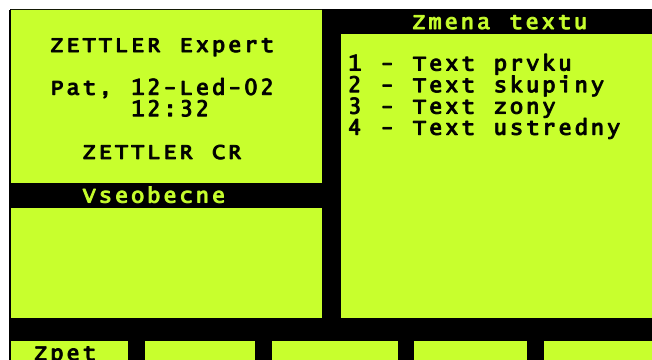 ZETTLER Expert
Pat, 12-Led-02
12:32
ZETTLER CR
Vseobecne
Zmena textu
1 - Text prvku
2 - Text skupiny
3 - Text zony
4 - Text ustredny
Zpet